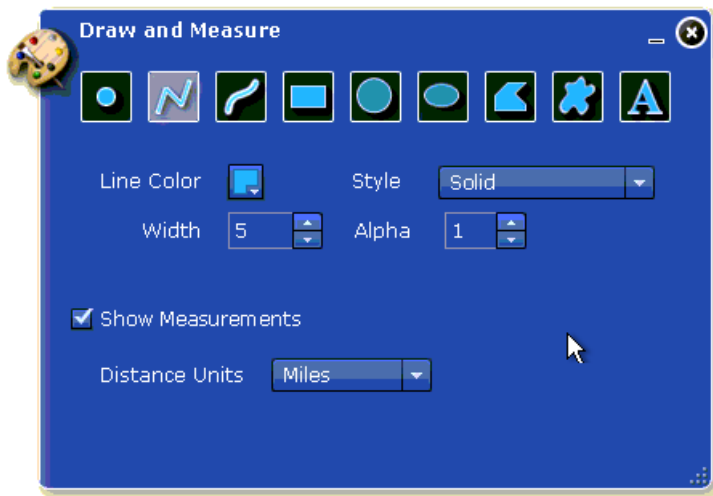 Draw and Measure
A
Line Color Style Solid
Width 5 Alpha 1
Show Measurements
Distance Units Miles